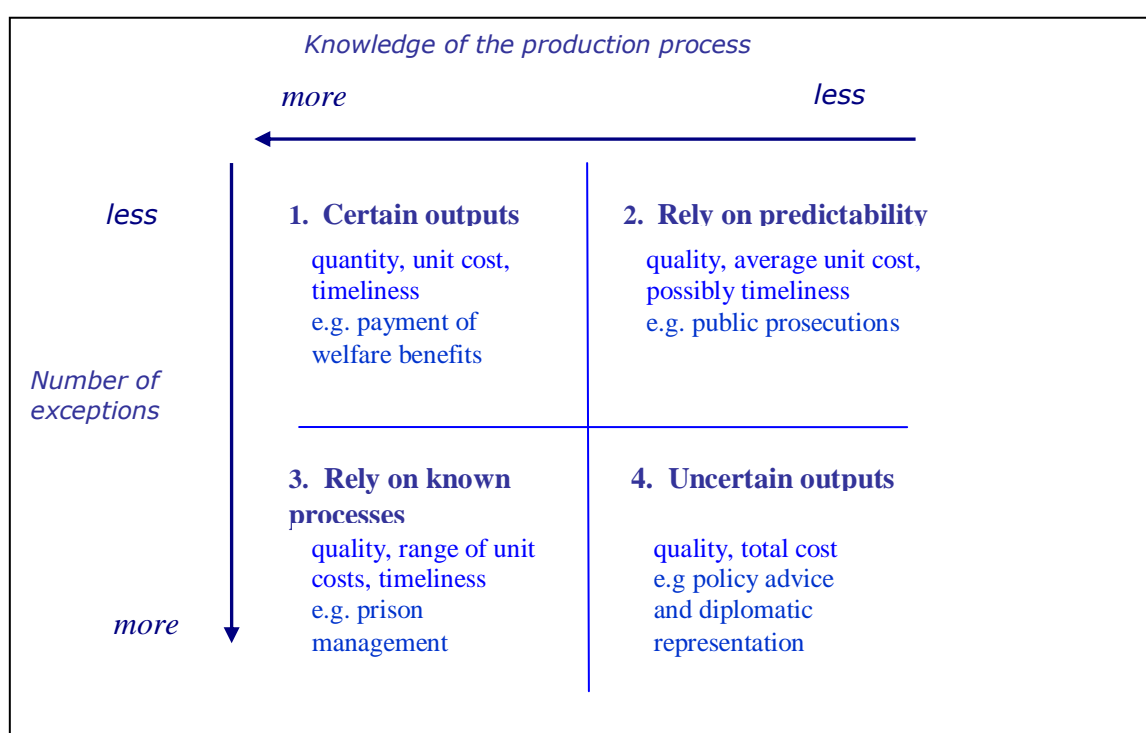 Knowledge of the production process
more
less
less
1. Certain outputs
quantity, unit cost,
timeliness
e.g. payment of
welfare benefits
2. Rely on predictability
quality, average unit cost,
possibly timeliness
e.g. public prosecutions
Number of
exceptions
3. Rely on known
processes
quality, range of unit
costs, timeliness
e.g. prison
management
4. Uncertain outputs
quality, total cost
e.g policy advice
and diplomatic
representation
more